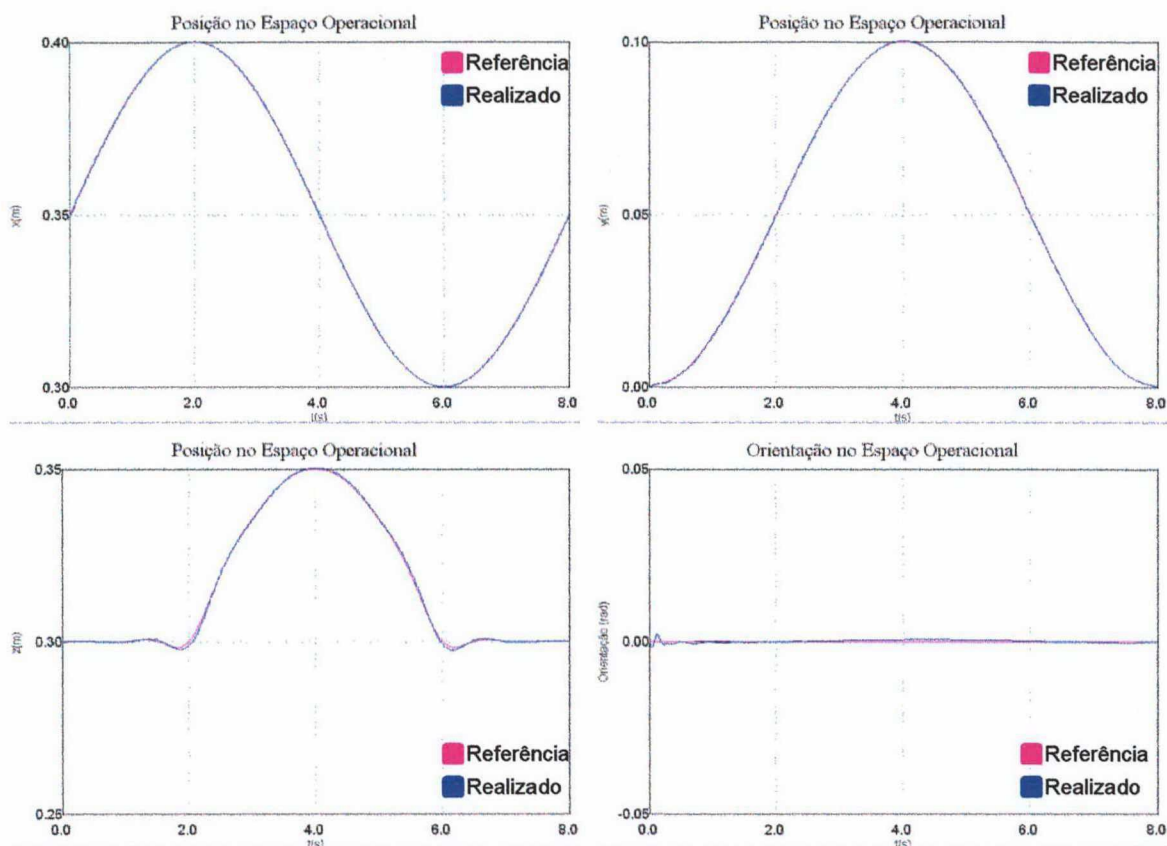 Posição no Espaço Operacional
0.40
Referência
Realizado
x(m)
0.35
0.30
0.0
2.0
4.0
6.0
8.0
t(s)
Posição no Espaço Operacional
0.10
Referência
Realizado
y(m)
0.05
0.00
0.0
2.0
4.0
6.0
8.0
t(s)
Posição no Espaço Operacional
0.35
z(m)
0.30
Referência
Realizado
0.25
0.0
2.0
4.0
6.0
8.0
t(s)
Orientação no Espaço Operacional
0.05
Orientação (rad)
0.00
Referência
Realizado
-0.05
0.0
2.0
4.0
6.0
8.0
t(s)